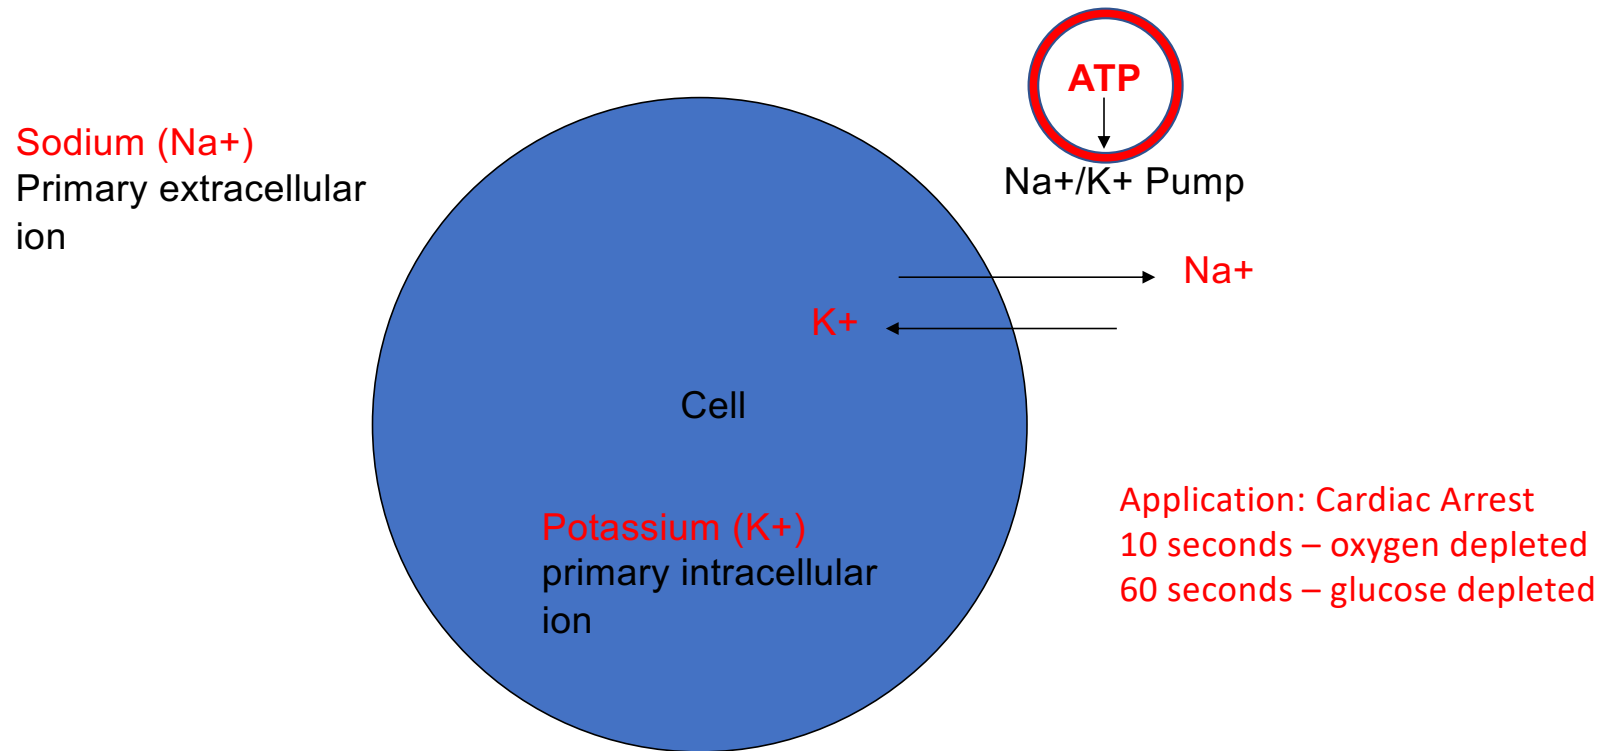 Sodium (Na+)
Primary extracellular
ion
ATP
Na+/K+ Pump
Na+
K+
Cell
Potassium (K+)
primary intracellular
ion
Application: Cardiac Arrest
10 seconds – oxygen depleted
60 seconds – glucose depleted